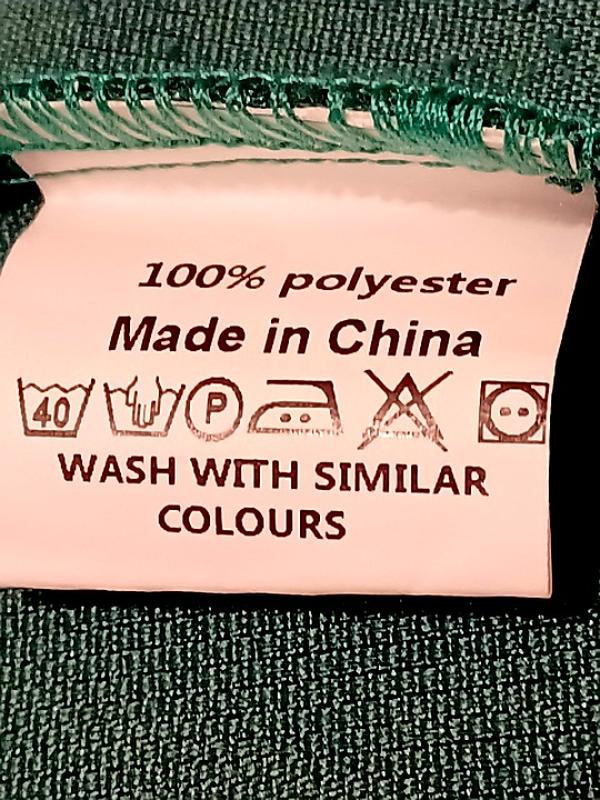 100% polyester
Made in China
40 P
WASH WITH SIMILAR
COLOURS